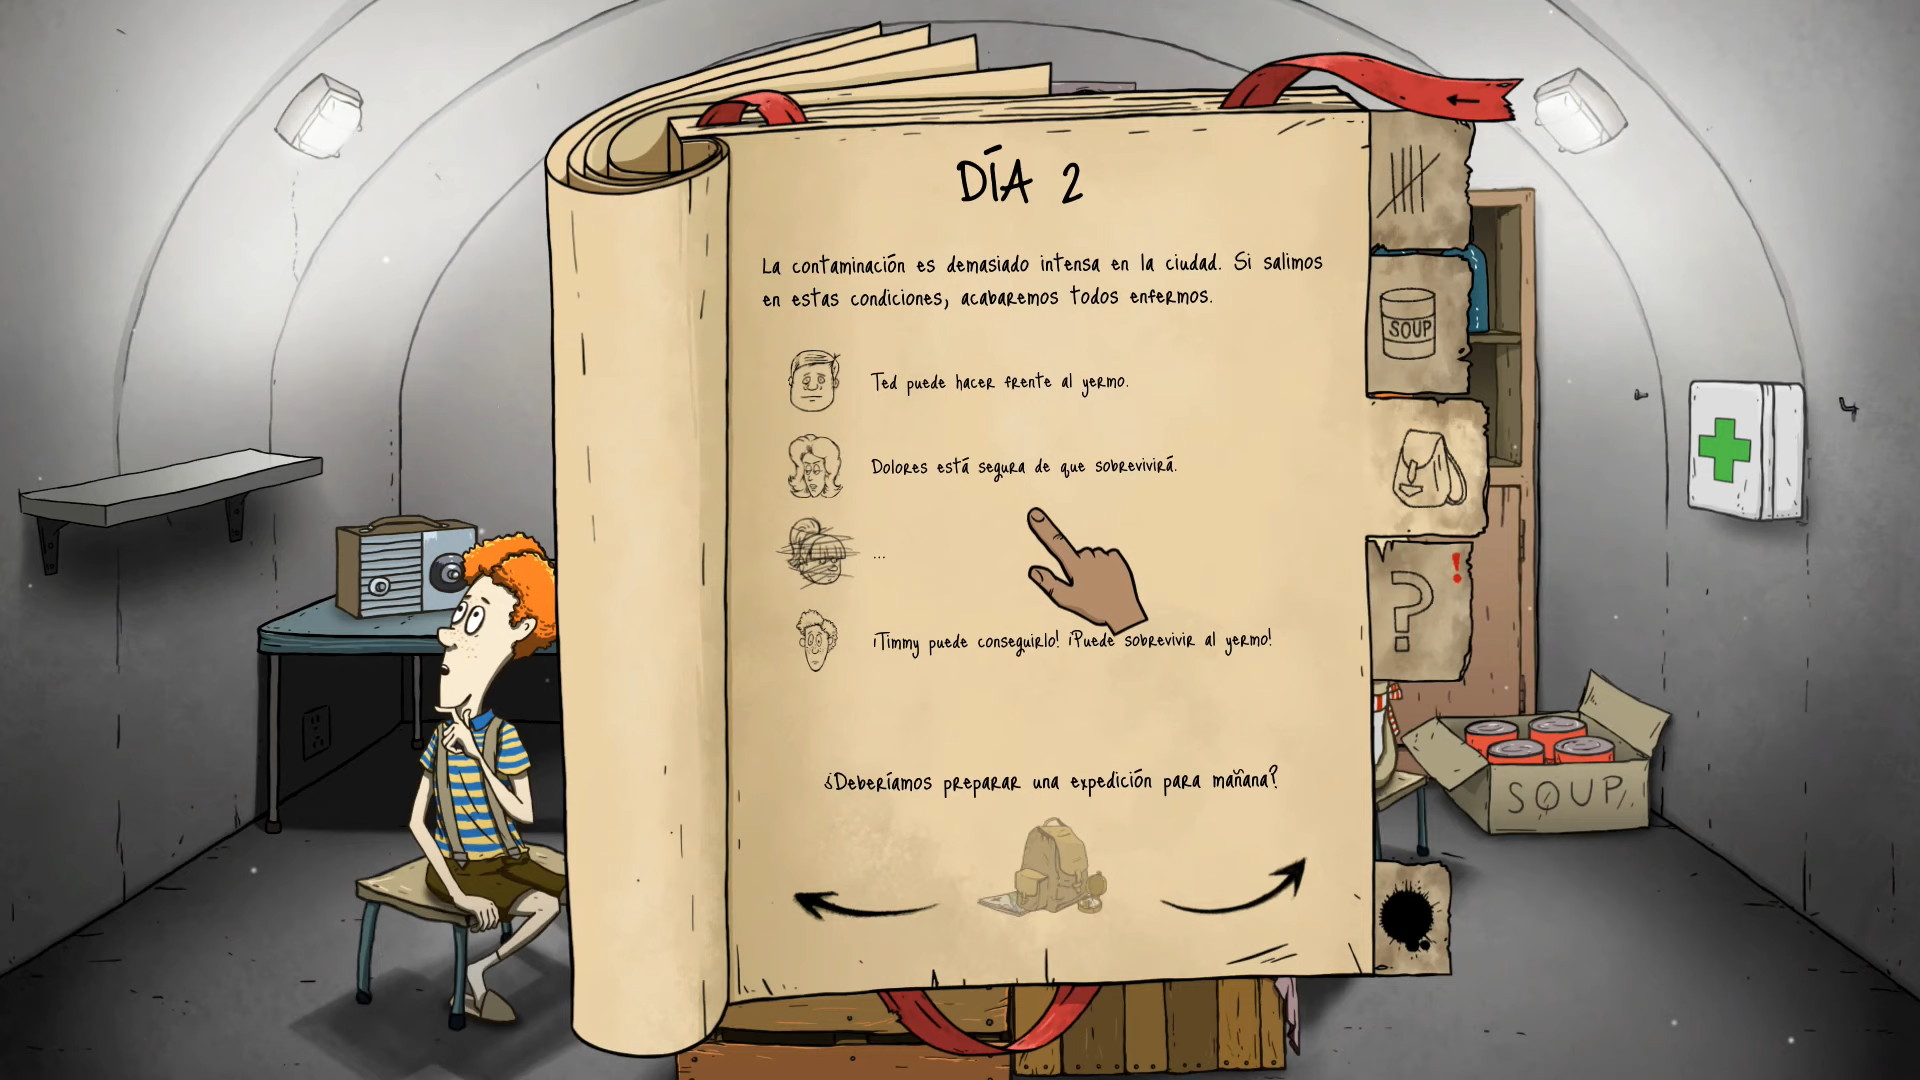 DÍA 2
La contaminación es demasiado intensa en la ciudad. Si salimos
en estas condiciones, acabaremos todos enfermos.
Ted puede hacer frente al yermo.
Dolores está segura de que sobrevivirá.
...
¡Timmy puede conseguirlo! ¡Puede sobrevivir al yermo!
¿Deberíamos preparar una expedición para mañana?
SOUP
?
!
SOUP